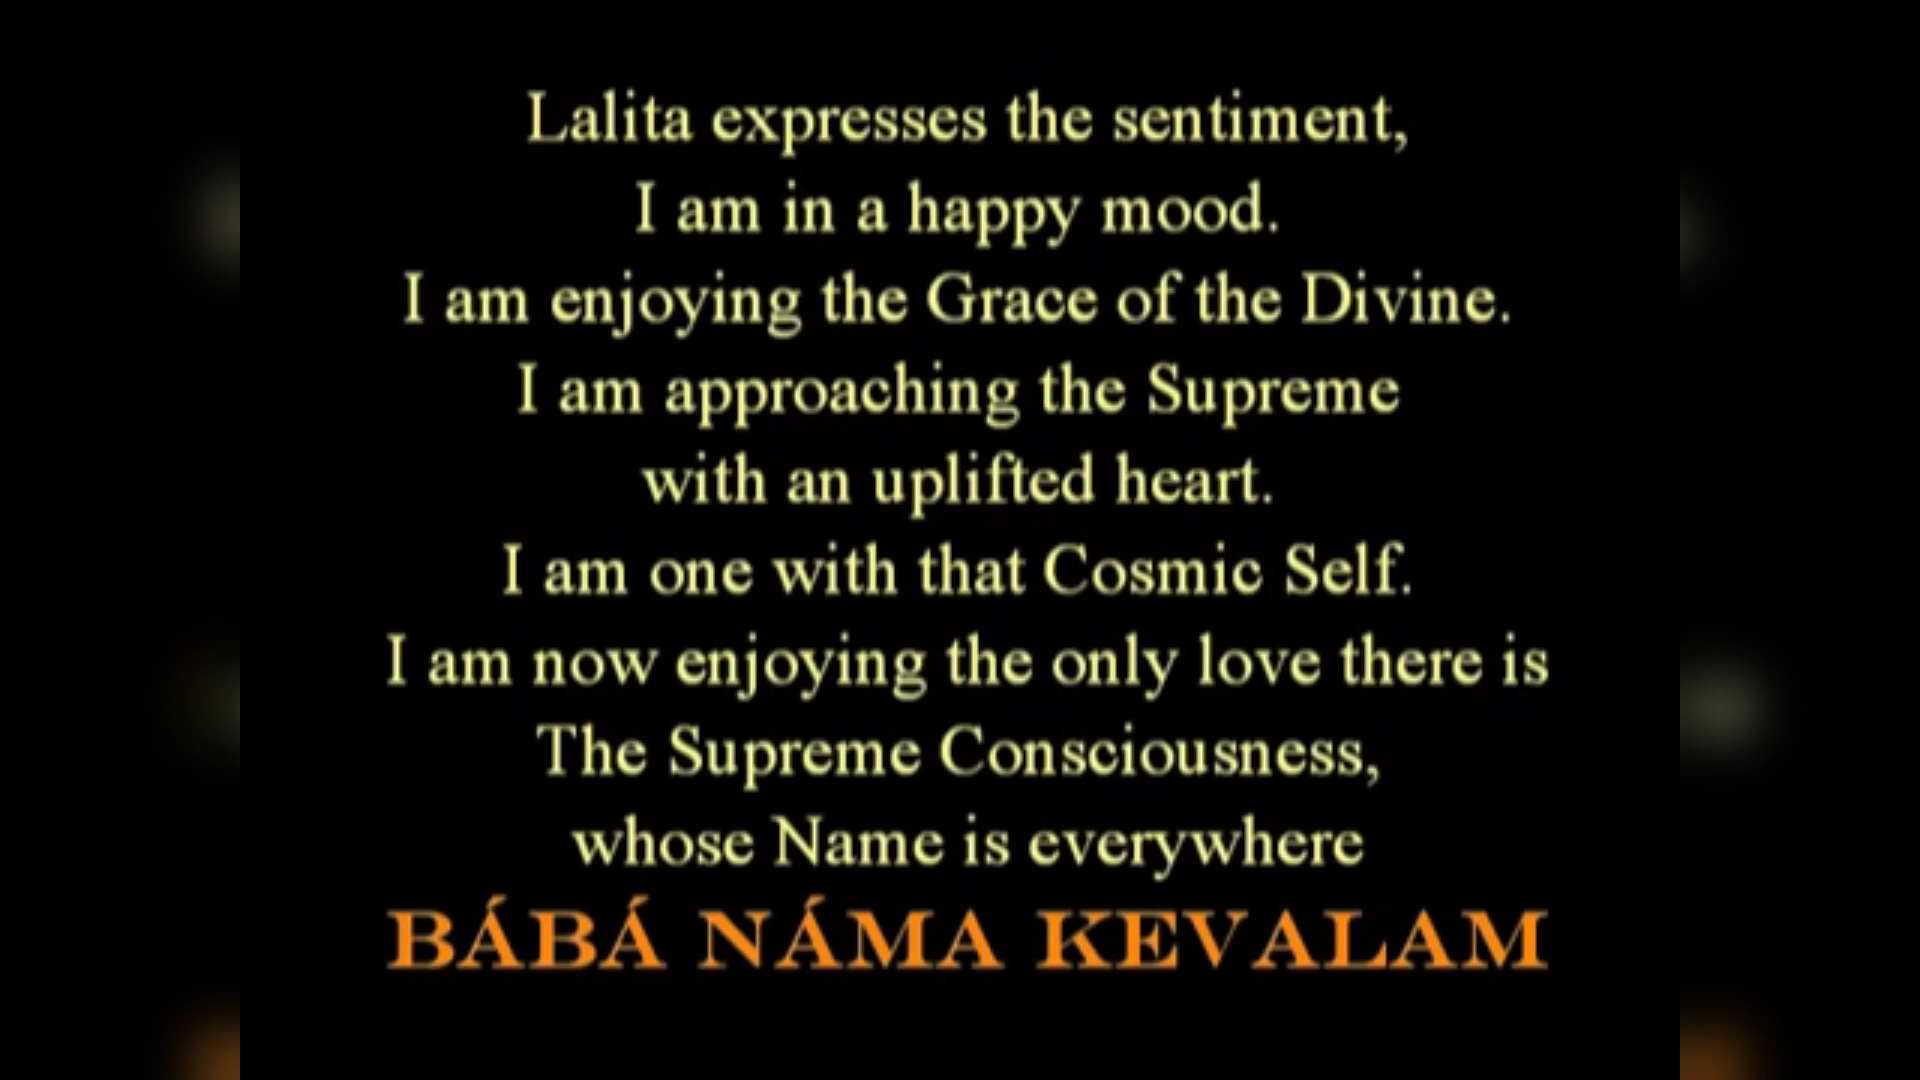 Lalita expresses the sentiment,
I am in a happy mood.
I am enjoying the Grace of the Divine.
I am approaching the Supreme
with an uplifted heart.
I am one with that Cosmic Self.
I am now enjoying the only love there is
The Supreme Consciousness,
whose Name is everywhere
BÁBÁ NÁMA KEVALAM